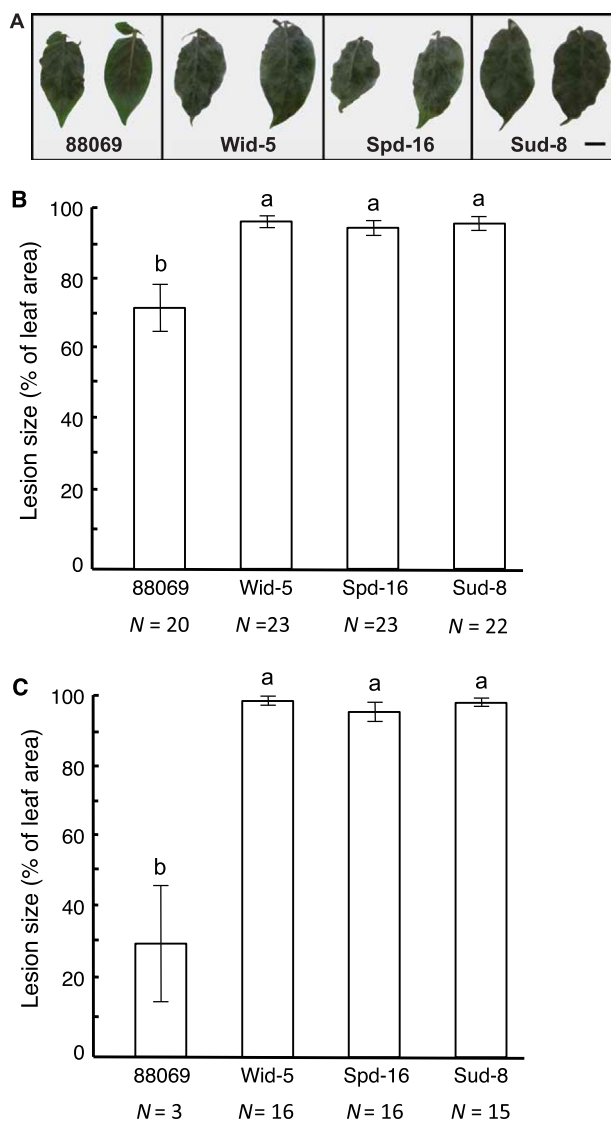 A
88069 Wid-5 Spd-16 Sud-8
B
Lesion size (% of leaf area)
100
80
60
40
20
0
b a a a
88069 Wid-5 Spd-16 Sud-8
N = 20 N =23 N = 23 N = 22
C
Lesion size (% of leaf area)
100
80
60
40
20
0
b a a a
88069 Wid-5 Spd-16 Sud-8
N = 3 N= 16 N = 16 N = 15